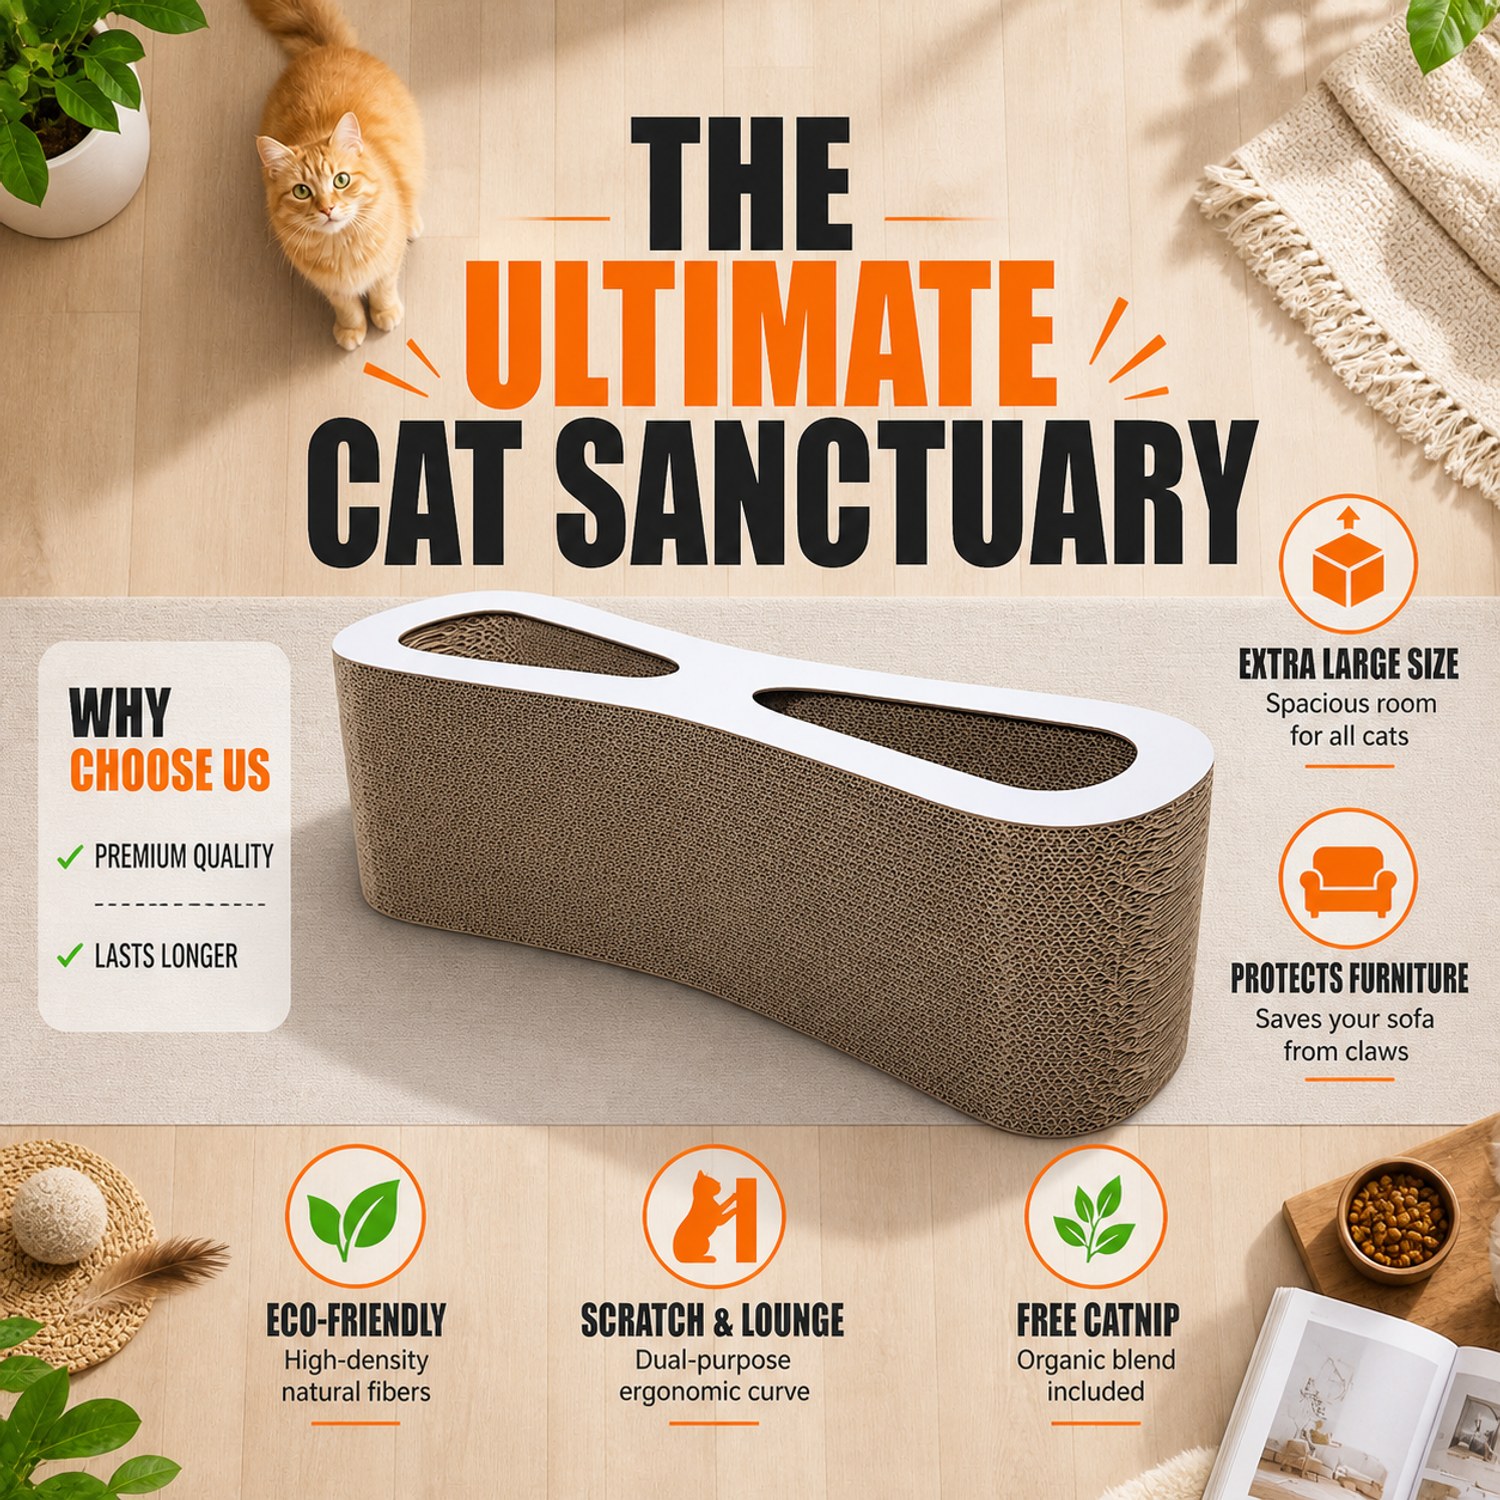 THE
ULTIMATE
CAT SANCTUARY
WHY
CHOOSE US
PREMIUM QUALITY
LASTS LONGER
EXTRA LARGE SIZE
Spacious room
for all cats
PROTECTS FURNITURE
Saves your sofa
from claws
ECO-FRIENDLY
High-density
natural fibers
SCRATCH & LOUNGE
Dual-purpose
ergonomic curve
FREE CATNIP
Organic blend
included